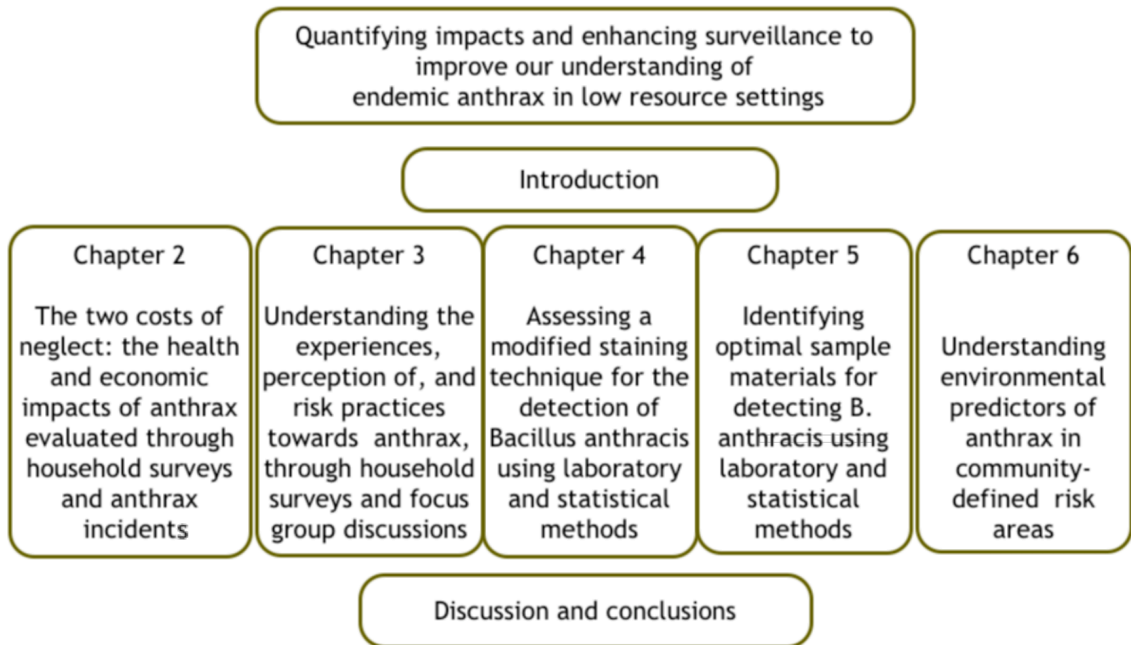 Quantifying impacts and enhancing surveillance to
improve our understanding of
endemic anthrax in low resource settings
Introduction
Chapter 2
The two costs of
neglect: the health
and economic
impacts of anthrax
evaluated through
household surveys
and anthrax
incidents
Chapter 3
Understanding the
experiences,
perception of, and
risk practices
towards anthrax,
through household
surveys and focus
group discussions
Chapter 4
Assessing a
modified staining
technique for the
detection of
Bacillus anthracis
using laboratory
and statistical
methods
Chapter 5
Identifying
optimal sample
materials for
detecting B.
anthracis using
laboratory and
statistical
methods
Chapter 6
Understanding
environmental
predictors of
anthrax in
community-
defined risk
areas
Discussion and conclusions